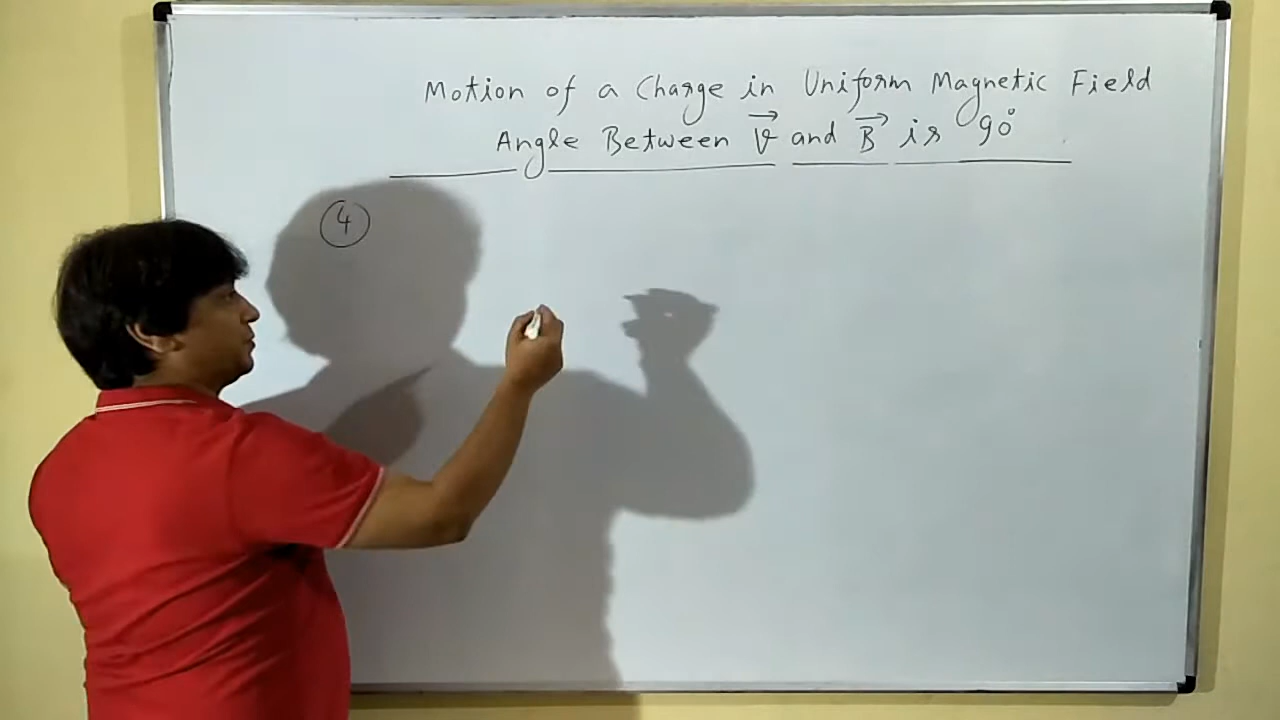 Motion of a Charge in Uniform Magnetic Field
Angle Between v⃗ and B⃗ is 90°
4